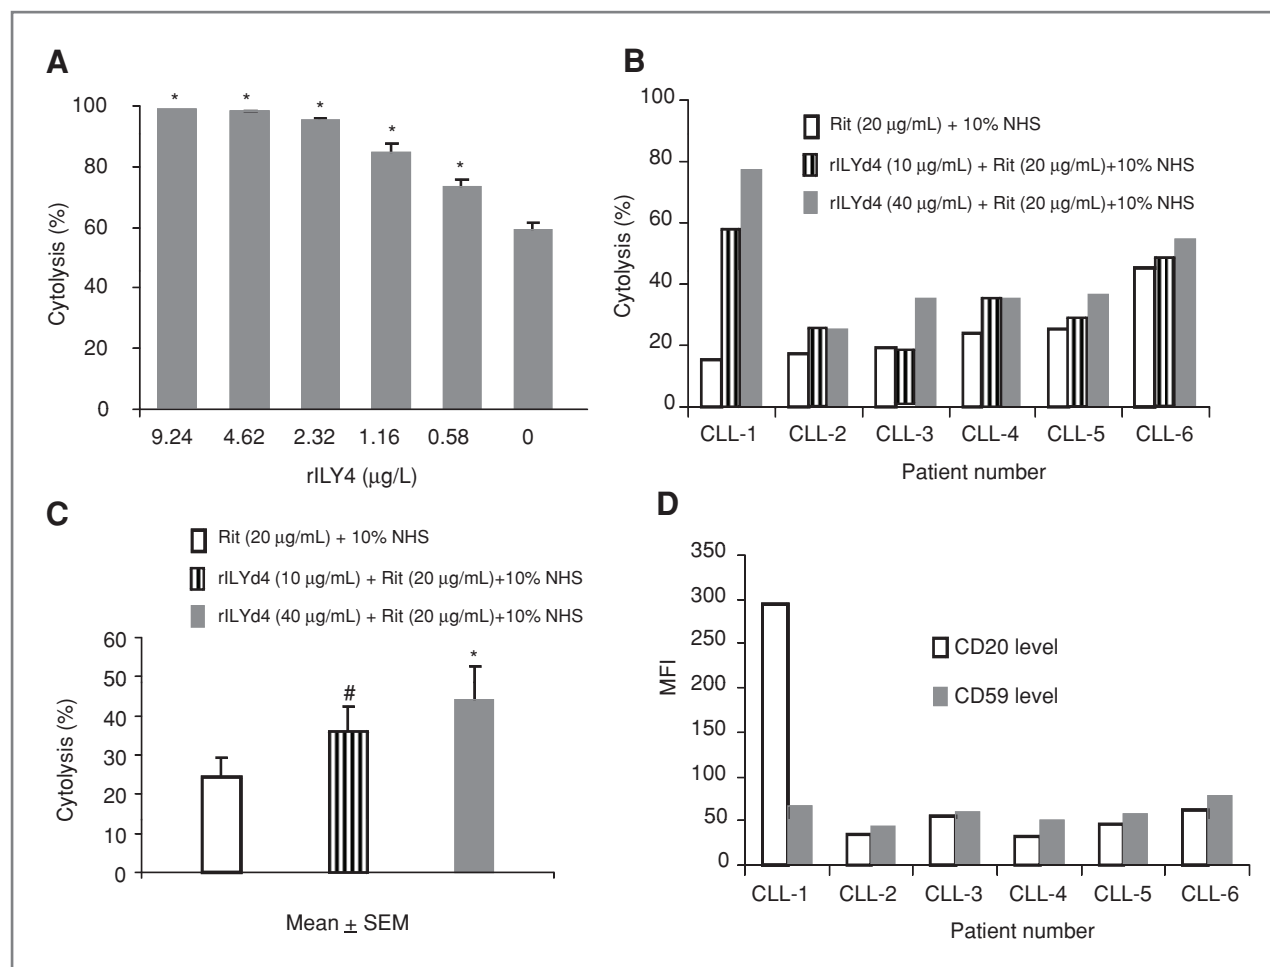 A
100
80
60
40
20
0
Cytolysis (%)
* * * * *
9.24 4.62 2.32 1.16 0.58 0
rILY4 (μg/L)
B
100
80
60
40
20
0
Cytolysis (%)
Rit (20 μg/mL) + 10% NHS
rILYd4 (10 μg/mL) + Rit (20 μg/mL)+10% NHS
rILYd4 (40 μg/mL) + Rit (20 μg/mL)+10% NHS
CLL-1 CLL-2 CLL-3 CLL-4 CLL-5 CLL-6
Patient number
C
Rit (20 μg/mL) + 10% NHS
rILYd4 (10 μg/mL) + Rit (20 μg/mL)+10% NHS
rILYd4 (40 μg/mL) + Rit (20 μg/mL)+10% NHS
60
50
40
30
20
10
0
Cytolysis (%)
# *
Mean ± SEM
D
350
300
250
200
150
100
50
0
MFI
CD20 level
CD59 level
CLL-1 CLL-2 CLL-3 CLL-4 CLL-5 CLL-6
Patient number